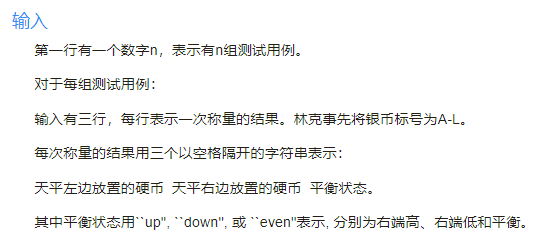 输入
第一行有一个数字n，表示有n组测试用例。
对于每组测试用例：
输入有三行，每行表示一次称量的结果。林克事先将银币标号为A-L。
每次称量的结果用三个以空格隔开的字符串表示：
天平左边放置的硬币 天平右边放置的硬币 平衡状态。
其中平衡状态用``up'', ``down'', 或 ``even''表示, 分别为右端高、右端低和平衡。